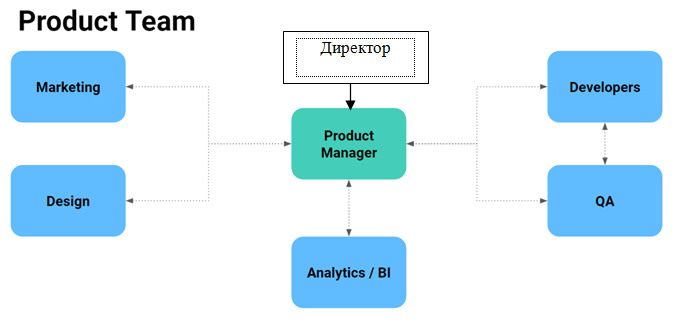 Product Team
Директор
Marketing
Developers
Product
Manager
Design
QA
Analytics / BI